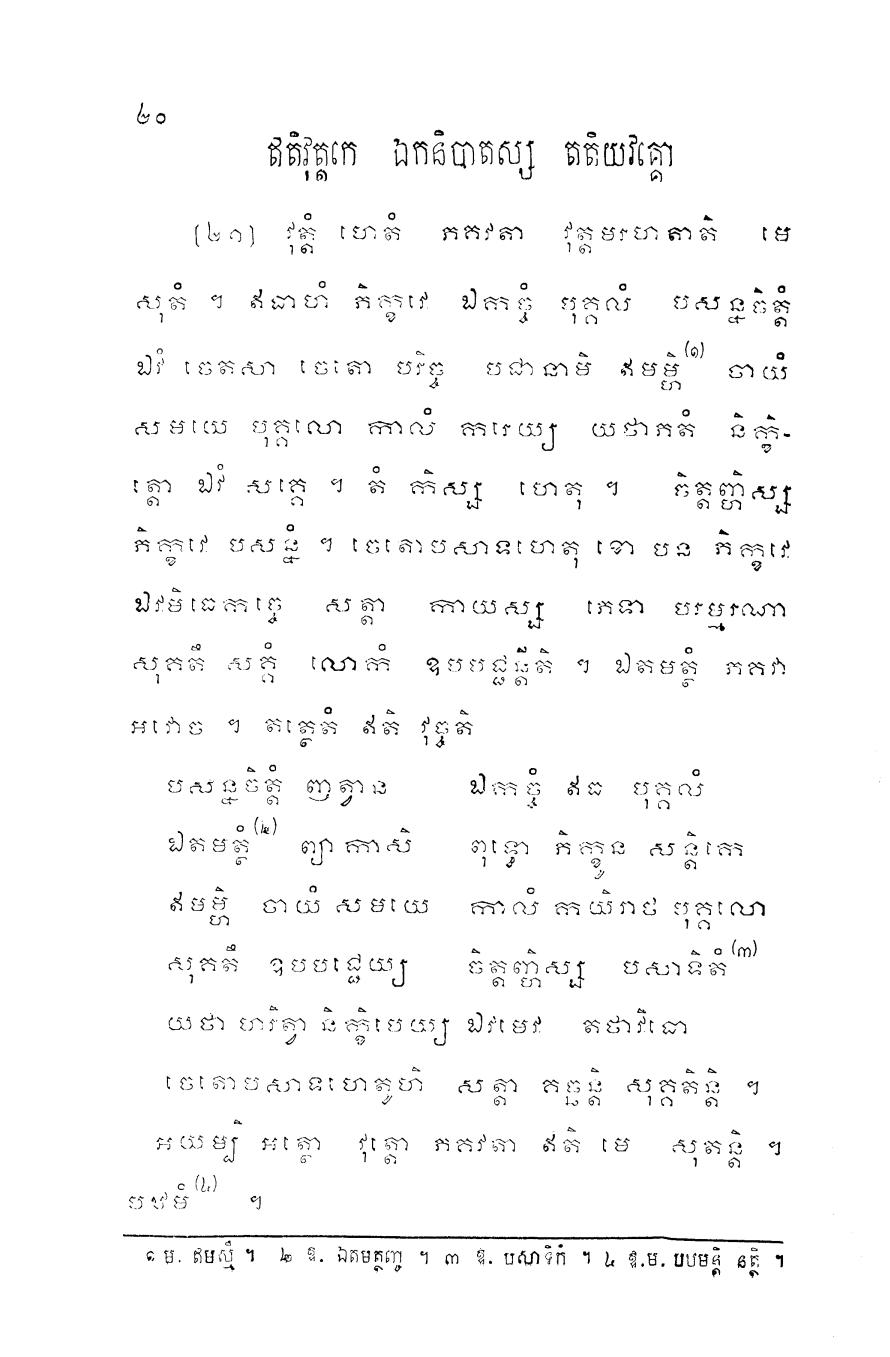 ៤០
ឥតិវុត្តកេ ឯកនិបាតស្ស តតិយវគ្គោ
[៤១] វុត្តំ ហេតំ ភគវតា វុត្តមរហតាតិ មេ
សុតំ ។ ឥធាហំ ភិក្ខវេ ឯកច្ចំ បុគ្គលំ បសន្នចិត្តំ
ឯវំ ចេតសា ចេតោ បរិច្ច បជានាមិ ឥមម្ហិ(១) ចាយំ
សមយេ បុគ្គលោ កាលំ ករេយ្យ យថាភតំ និក្ខិ-
ត្តោ ឯវំ សគ្គេ ។ តំ កិស្ស ហេតុ ។ ចិត្តញ្ហិស្ស
ភិក្ខវេ បសន្នំ ។ ចេតោបសាទហេតុ ខោ បន ភិក្ខវេ
ឯវមិធេកច្ចេ សត្តា កាយស្ស ភេទា បរម្មរណា
សុគតឹ សគ្គំ លោកំ ឧបបជ្ជន្តីតិ ។ ឯតមត្ថំ ភគវា
អវោច ។ តត្ថេតំ ឥតិ វុច្ចតិ
បសន្នចិត្តំ ញត្វាន ឯកច្ចំ ឥធ បុគ្គលំ
ឯតមត្ថំ(២) ព្យាកាសិ ពុទ្ធោ ភិក្ខូន សន្តិកេ
ឥមម្ហិ ចាយំ សមយេ កាលំ កយិរាថ បុគ្គលោ
សុគតឹ ឧបបជ្ជេយ្យ ចិត្តញ្ហិស្ស បសាទិតំ(៣)
យថា ហរិត្វា និក្ខិបេយ្យ ឯវមេវ តថាវិធោ
ចេតោបសាទហេតូហិ សត្តា គច្ឆន្តិ សុគ្គតិន្តិ ។
អយម្បិ អត្ថោ វុត្តោ ភគវតា ឥតិ មេ សុតន្តិ ។
បឋមំ(៤) ។
១ ម. ឥមស្មឹ ។ ២ ឱ. ឯតមត្ថញ្ច ។ ៣ ឱ. បសាទិកំ ។ ៤ ឱ.ម. បឋមន្តិ នត្ថិ ។